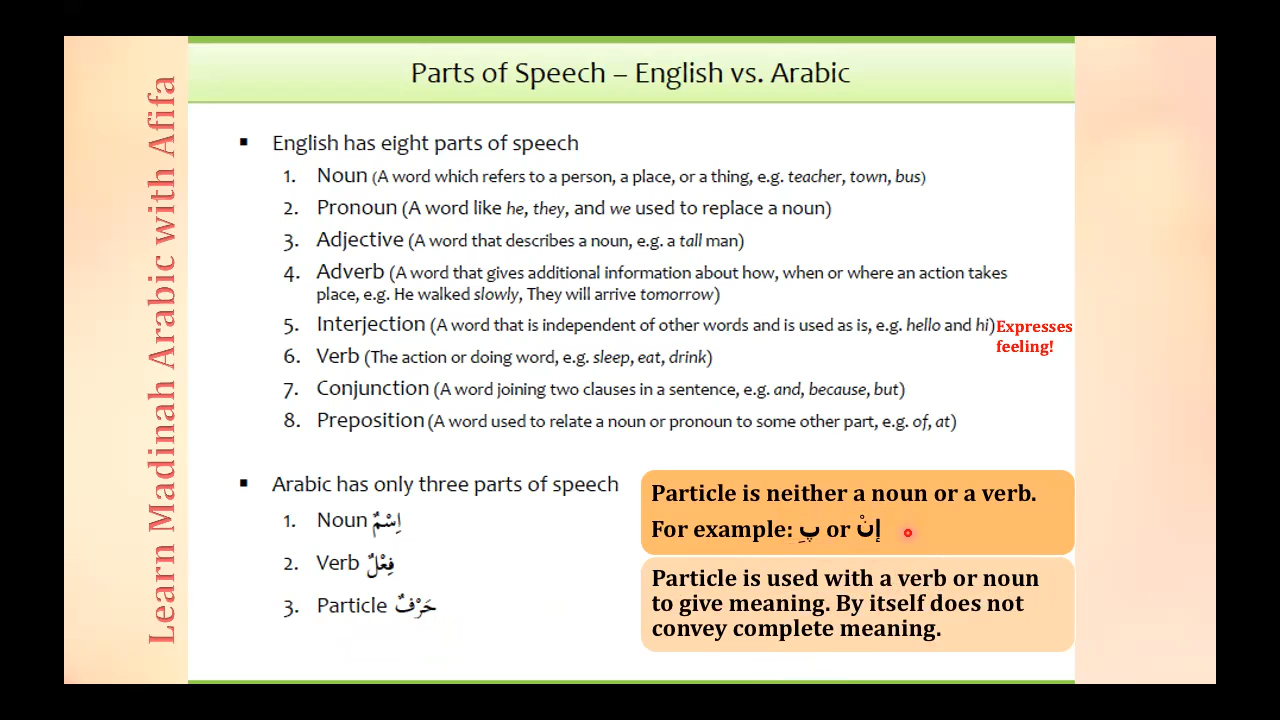 Learn Madinah Arabic with Afifa
Parts of Speech – English vs. Arabic
▪ English has eight parts of speech
1. Noun (A word which refers to a person, a place, or a thing, e.g. teacher, town, bus)
2. Pronoun (A word like he, they, and we used to replace a noun)
3. Adjective (A word that describes a noun, e.g. a tall man)
4. Adverb (A word that gives additional information about how, when or where an action takes
place, e.g. He walked slowly, They will arrive tomorrow)
5. Interjection (A word that is independent of other words and is used as is, e.g. hello and hi)
Expresses
feeling!
6. Verb (The action or doing word, e.g. sleep, eat, drink)
7. Conjunction (A word joining two clauses in a sentence, e.g. and, because, but)
8. Preposition (A word used to relate a noun or pronoun to some other part, e.g. of, at)
▪ Arabic has only three parts of speech
1. Noun اِسْمٌ
2. Verb فِعْلٌ
3. Particle حَرْفٌ
Particle is neither a noun or a verb.
For example: پِ or إنْ
Particle is used with a verb or noun
to give meaning. By itself does not
convey complete meaning.